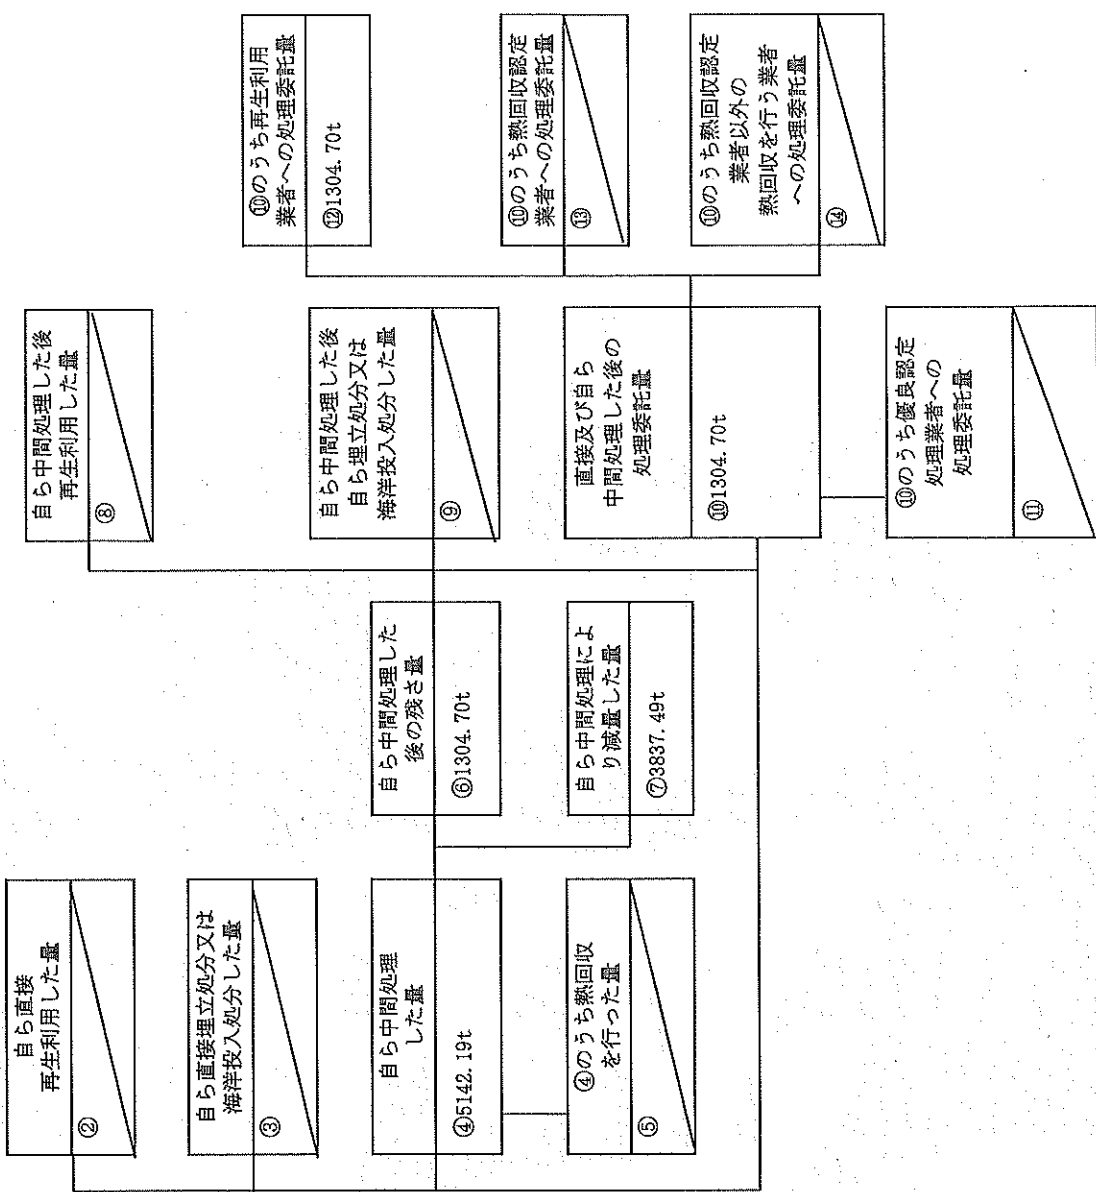 自ら直接
再生利用した量
②
自ら直接埋立処分又は
海洋投入処分した量
③
自ら中間処理
した量
④5142.19t
④のうち熱回収
を行った量
⑤
自ら中間処理した
後の残さ量
⑥1304.70t
自ら中間処理によ
り減量した量
⑦3837.49t
自ら中間処理した後
再生利用した量
⑧
自ら中間処理した後
自ら埋立処分又は
海洋投入処分した量
⑨
直接及び自ら
中間処理した後の
処理委託量
⑩1304.70t
⑩のうち優良認定
処理業者への
処理委託量
⑪
⑩のうち再生利用
業者への処理委託量
⑫1304.70t
⑩のうち熱回収認定
業者への処理委託量
⑬
⑩のうち熱回収認定
業者以外の
熱回収を行う業者
への処理委託量
⑭